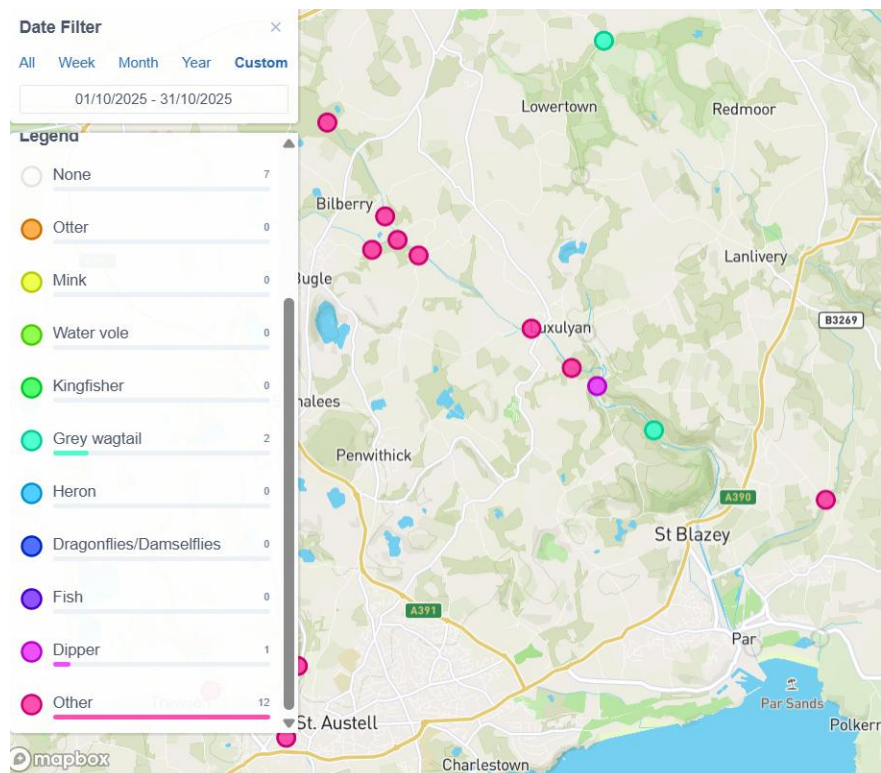 Date Filter ×
All Week Month Year Custom
01/10/2025 - 31/10/2025
Legend
None 7
Otter 0
Mink 0
Water vole 0
Kingfisher 0
Grey wagtail 2
Heron 0
Dragonflies/Damselflies 0
Fish 0
Dipper 1
Other 12
Lowertown
Redmoor
Bilberry
Lanlivery
Bugle
B3269
uxulyan
nalees
Penwithick
A390
St Blazey
A391
Par
Par Sands
St. Austell
Polkerr
Charlestown
mapbox